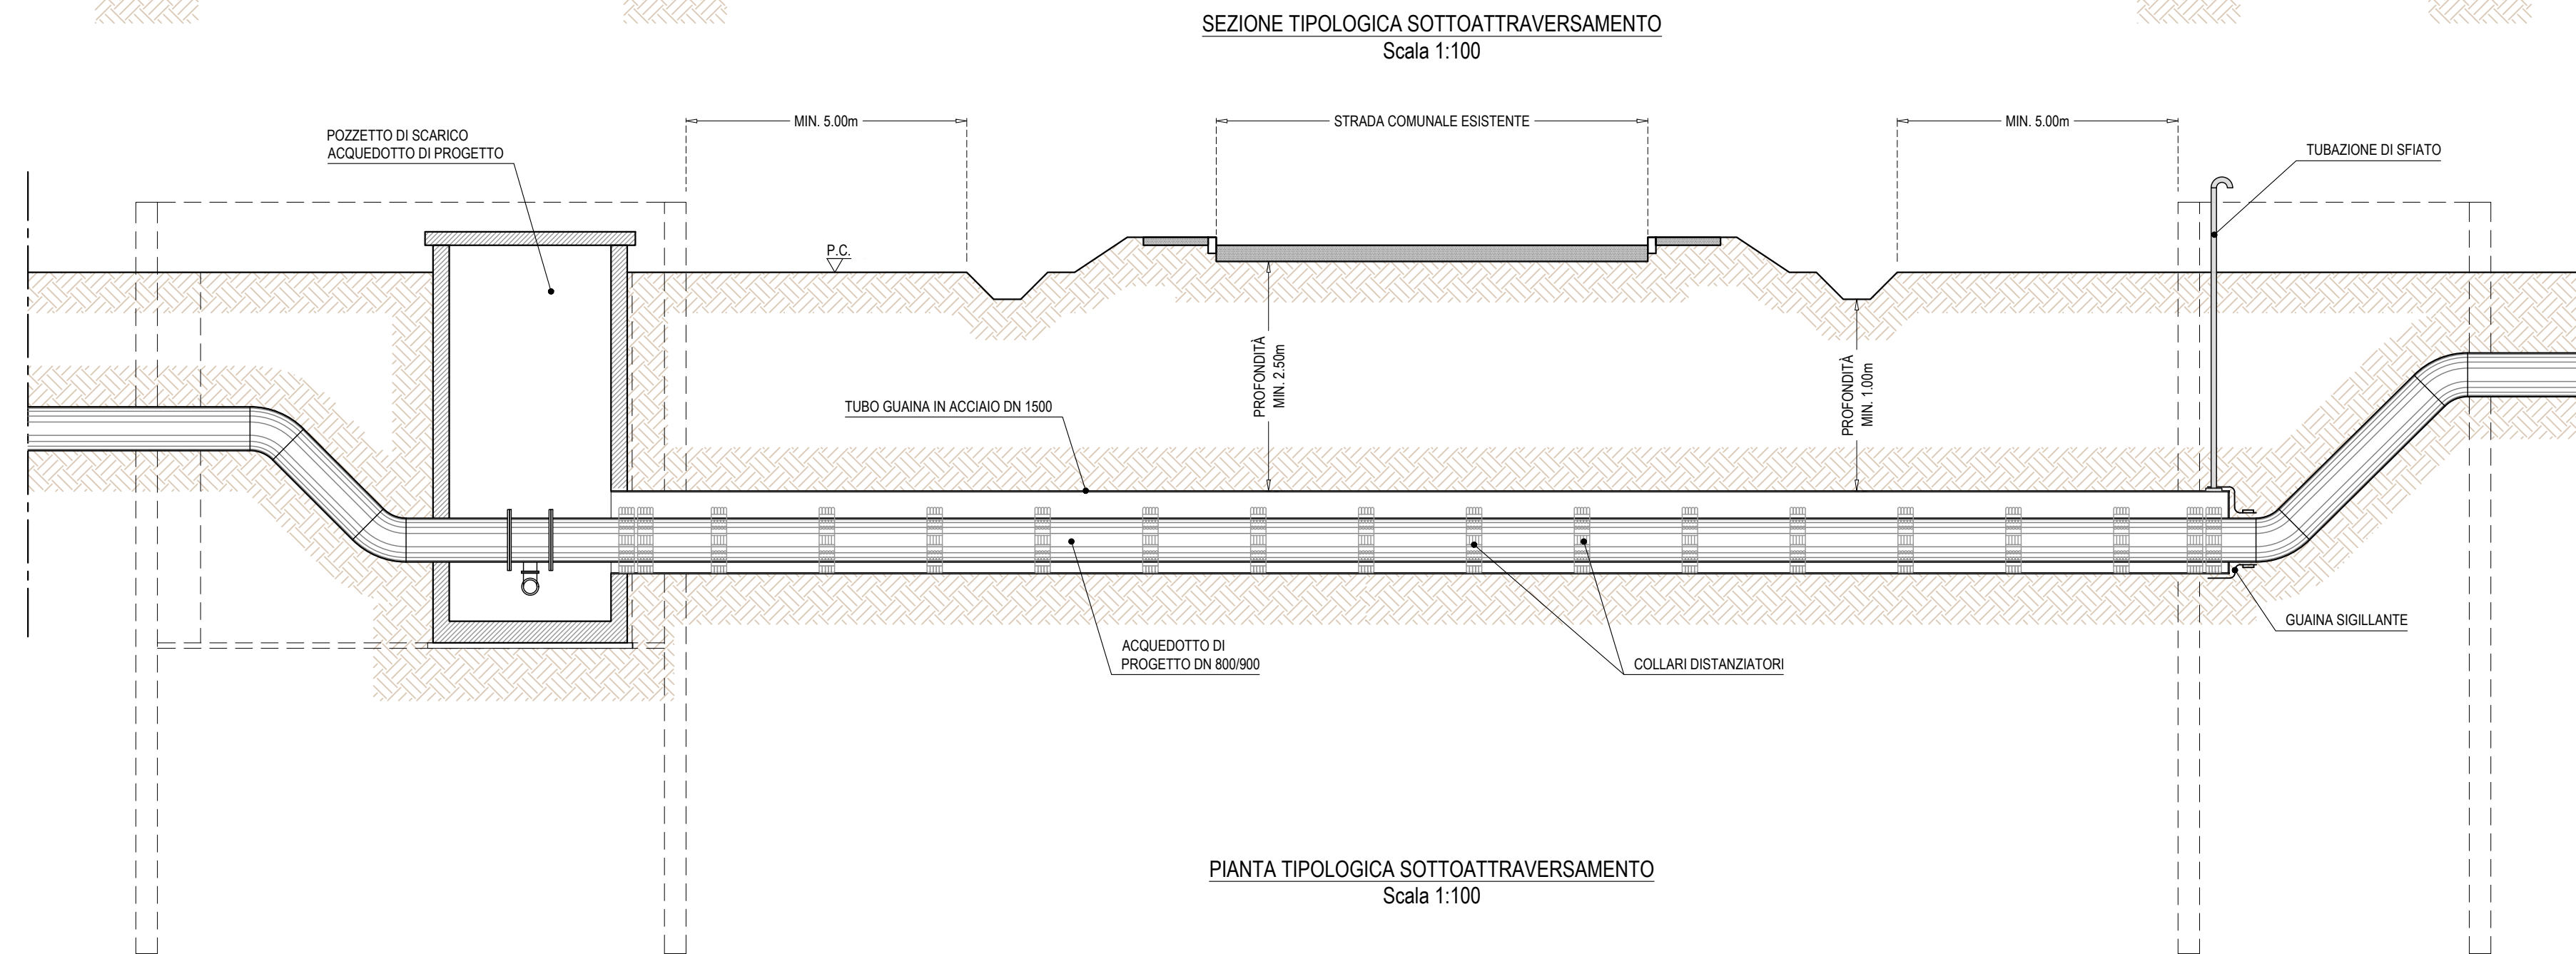 SEZIONE TIPOLOGICA SOTTOATTRAVERSAMENTO
Scala 1:100
MIN. 5.00m
STRADA COMUNALE ESISTENTE
MIN. 5.00m
POZZETTO DI SCARICO
ACQUEDOTTO DI PROGETTO
TUBAZIONE DI SFIATO
P.C.
PROFONDITÀ
MIN. 2.50m
PROFONDITÀ
MIN. 1.00m
TUBO GUAINA IN ACCIAIO DN 1500
GUAINA SIGILLANTE
ACQUEDOTTO DI
PROGETTO DN 800/900
COLLARI DISTANZIATORI
PIANTA TIPOLOGICA SOTTOATTRAVERSAMENTO
Scala 1:100